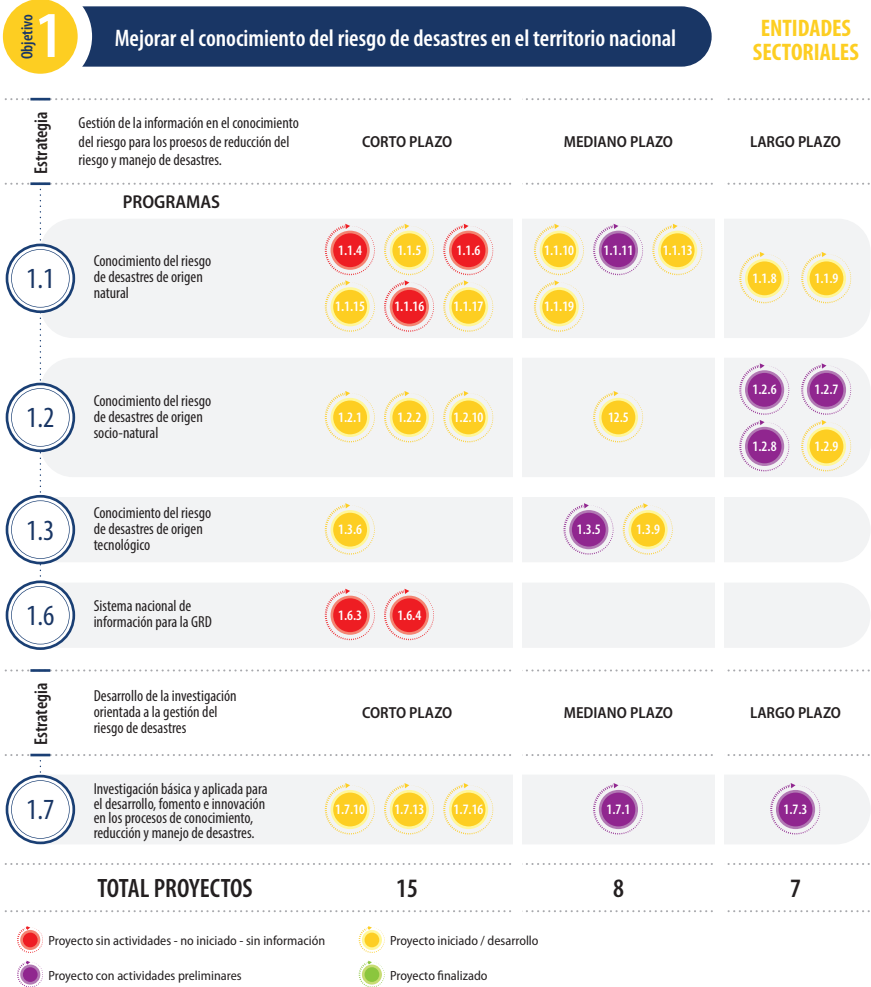 Objetivo
1
Mejorar el conocimiento del riesgo de desastres en el territorio nacional
ENTIDADES
SECTORIALES
Estrategia
Gestión de la información en el conocimiento
del riesgo para los proesos de reducción del
riesgo y manejo de desastres.
CORTO PLAZO
MEDIANO PLAZO
LARGO PLAZO
PROGRAMAS
1.1
Conocimiento del riesgo
de desastres de origen
natural
1.1.4 1.1.5 1.1.6
1.1.15 1.1.16 1.1.17
1.1.10 1.1.11 1.1.13
1.1.19
1.1.8 1.1.9
1.2
Conocimiento del riesgo
de desastres de origen
socio-natural
1.2.1 1.2.2 1.2.10
12.5
1.2.6 1.2.7
1.2.8 1.2.9
1.3
Conocimiento del riesgo
de desastres de origen
tecnológico
1.3.6
1.3.5 1.3.9
1.6
Sistema nacional de
información para la GRD
1.6.3 1.6.4
Estrategia
Desarrollo de la investigación
orientada a la gestión del
riesgo de desastres
CORTO PLAZO
MEDIANO PLAZO
LARGO PLAZO
1.7
Investigación básica y aplicada para
el desarrollo, fomento e innovación
en los procesos de conocimiento,
reducción y manejo de desastres.
1.7.10 1.7.13 1.7.16
1.7.1
1.7.3
TOTAL PROYECTOS 15 8 7
Proyecto sin actividades - no iniciado - sin información
Proyecto iniciado / desarrollo
Proyecto con actividades preliminares
Proyecto finalizado